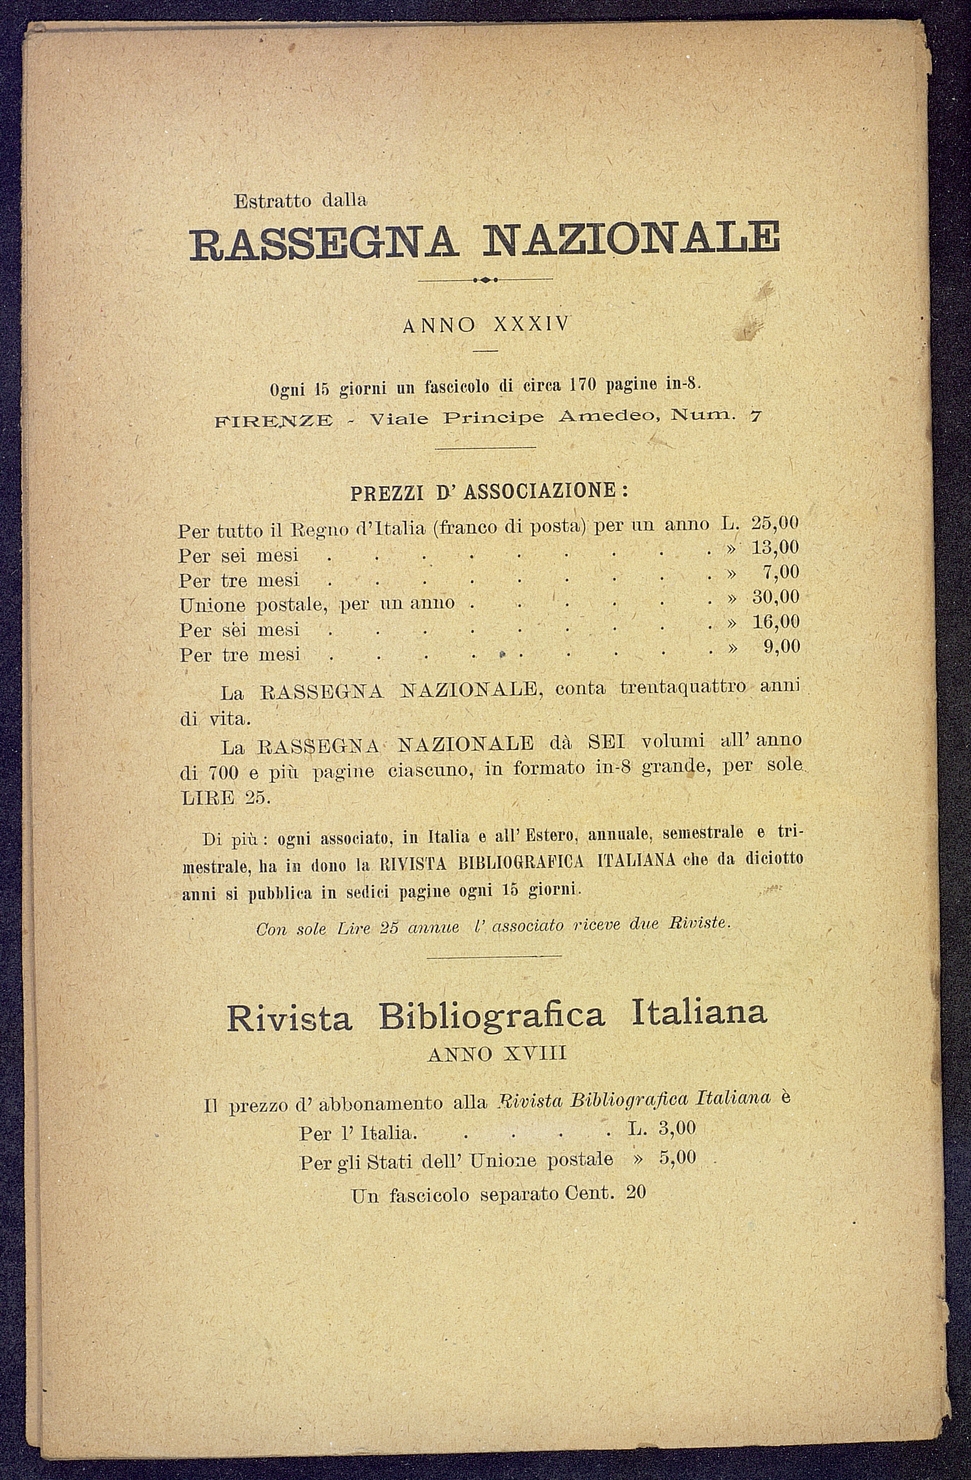 Estratto dalla
RASSEGNA NAZIONALE
ANNO XXXIV
Ogni 15 giorni un fascicolo di circa 170 pagine in-8.
FIRENZE - Viale Principe Amedeo, Num. 7
PREZZI D' ASSOCIAZIONE :
Per tutto il Regno d'Italia (franco di posta) per un anno L. 25,00
Per sei mesi . . . . . . . . . » 13,00
Per tre mesi . . . . . . . . . » 7,00
Unione postale, per un anno . . . . . . » 30,00
Per sei mesi . . . . . . . . . » 16,00
Per tre mesi . . . . . . . . . » 9,00
La RASSEGNA NAZIONALE, conta trentaquattro anni
di vita.
La RASSEGNA NAZIONALE dà SEI volumi all' anno
di 700 e più pagine ciascuno, in formato in-8 grande, per sole
LIRE 25.
Di più : ogni associato, in Italia e all' Estero, annuale, semestrale e tri-
mestrale, ha in dono la RIVISTA BIBLIOGRAFICA ITALIANA che da diciotto
anni si pubblica in sedici pagine ogni 15 giorni.
Con sole Lire 25 annue l' associato riceve due Riviste.
Rivista Bibliografica Italiana
ANNO XVIII
Il prezzo d' abbonamento alla Rivista Bibliografica Italiana è
Per l' Italia. . . . . L. 3,00
Per gli Stati dell' Unione postale » 5,00
Un fascicolo separato Cent. 20